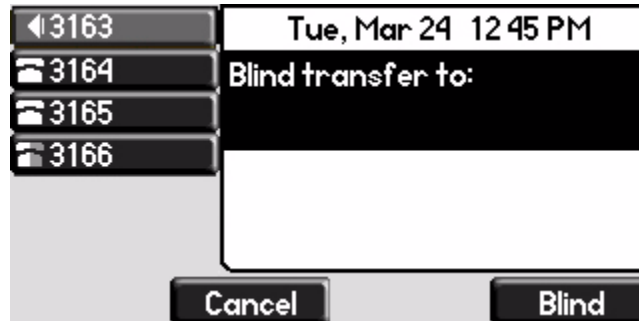 3163
Tue, Mar 24 12 45 PM
3164
Blind transfer to:
3165
3166
Cancel
Blind